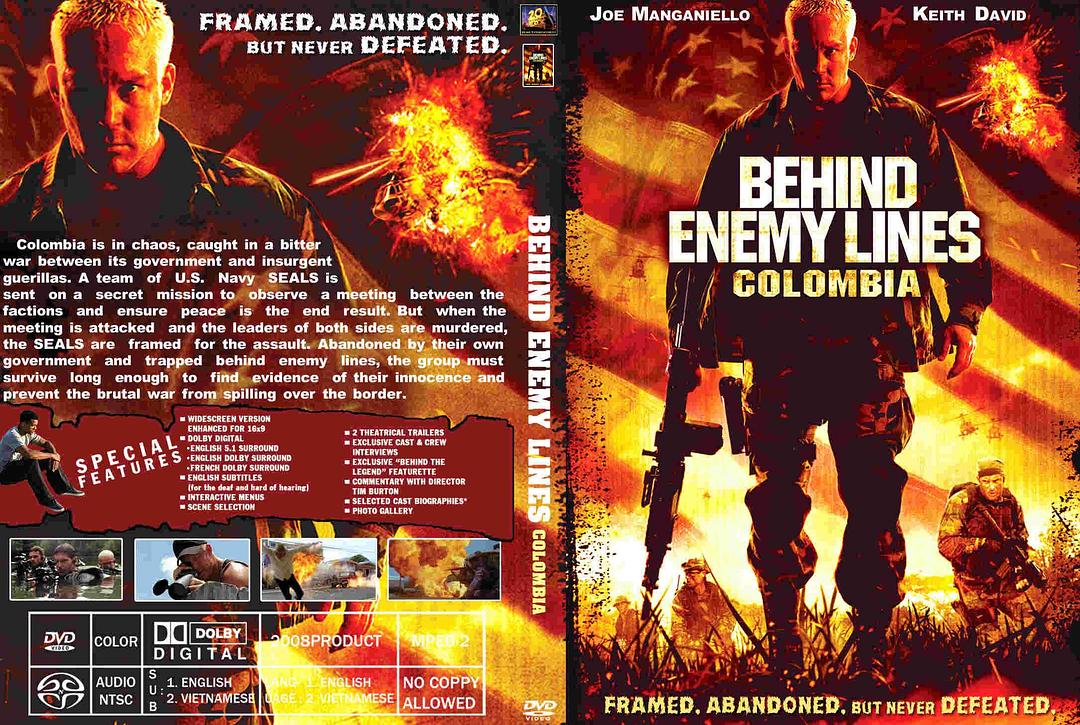 FRAMED. ABANDONED.
BUT NEVER DEFEATED.
Colombia is in chaos, caught in a bitter
war between its government and insurgent
guerillas. A team of U.S. Navy SEALS is
sent on a secret mission to observe a meeting between the
factions and ensure peace is the end result. But when the
meeting is attacked and the leaders of both sides are murdered,
the SEALS are framed for the assault. Abandoned by their own
government and trapped behind enemy lines, the group must
survive long enough to find evidence of their innocence and
prevent the brutal war from spilling over the border.
SPECIAL
FEATURES
WIDESCREEN VERSION
ENHANCED FOR 16x9
DOLBY DIGITAL
•ENGLISH 5.1 SURROUND
•ENGLISH DOLBY SURROUND
•FRENCH DOLBY SURROUND
ENGLISH SUBTITLES
(for the deaf and hard of hearing)
INTERACTIVE MENUS
SCENE SELECTION
2 THEATRICAL TRAILERS
EXCLUSIVE CAST & CREW
INTERVIEWS
EXCLUSIVE "BEHIND THE
LEGEND" FEATURETTE
COMMENTARY WITH DIRECTOR
TIM BURTON
SELECTED CAST BIOGRAPHIES*
PHOTO GALLERY
DVD
VIDEO
COLOR
DOLBY
DIGITAL
2008PRODUCT
MPED.2
AUDIO
NTSC
SUB:
1. ENGLISH
2. VIETNAMESE
LANG- 1. ENGLISH
UAGE : 2. VIETNAMESE
NO COPPY
ALLOWED
20
BEHIND ENEMY LINES COLOMBIA
DVD
VIDEO
JOE MANGANIELLO
KEITH DAVID
BEHIND
ENEMY LINES
COLOMBIA
FRAMED. ABANDONED. BUT NEVER DEFEATED.